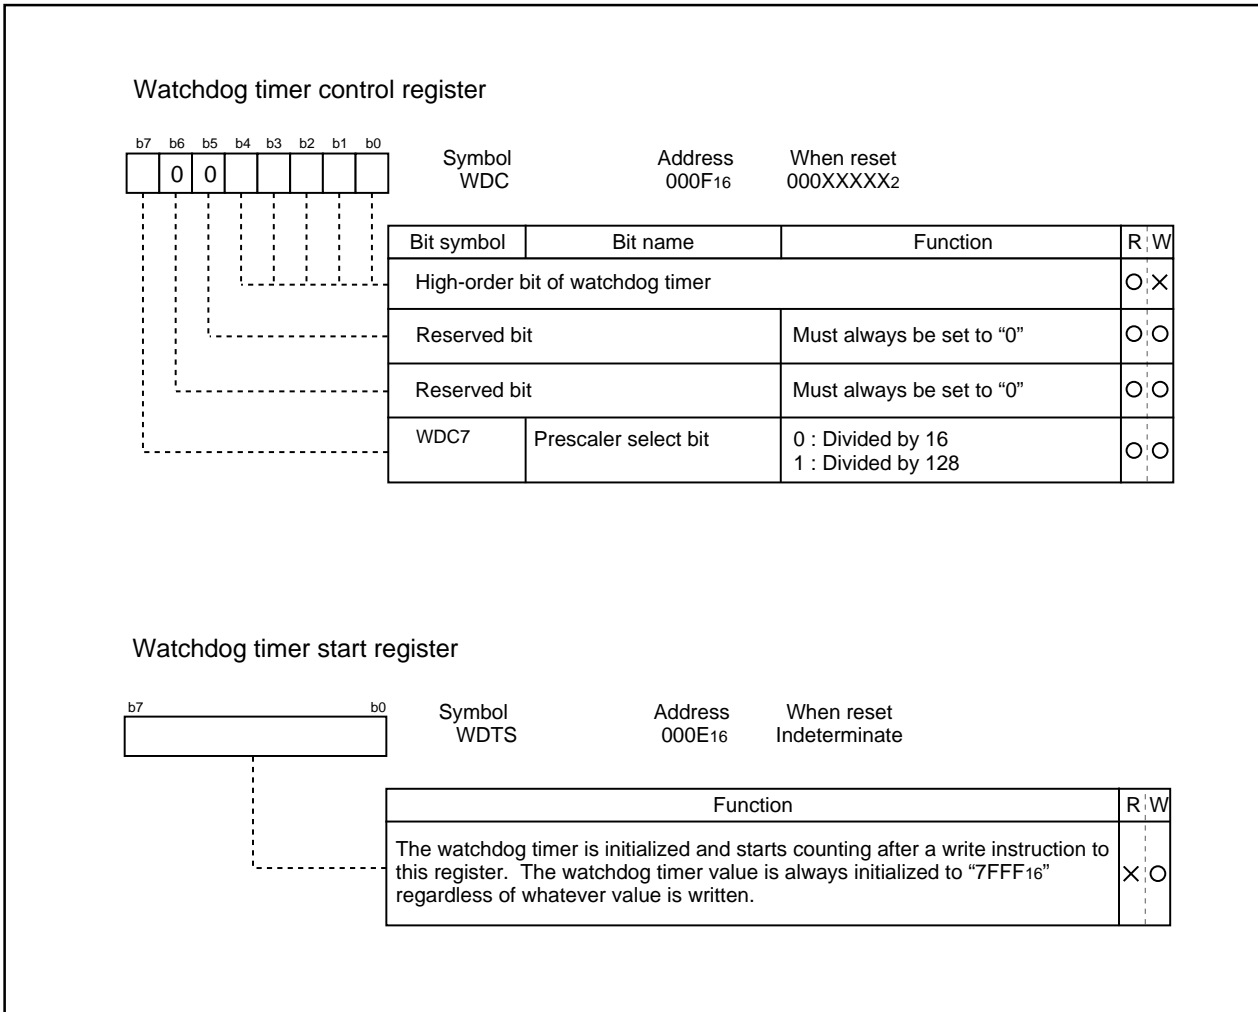 Watchdog timer control register
b7 b6 b5 b4 b3 b2 b1 b0
0 0
Symbol Address When reset
WDC 000F16 000XXXXX2
Bit symbol Bit name Function R W
High-order bit of watchdog timer
Reserved bit Must always be set to “0”
Reserved bit Must always be set to “0”
WDC7 Prescaler select bit 0 : Divided by 16
1 : Divided by 128
Watchdog timer start register
b7 b0
Symbol Address When reset
WDTS 000E16 Indeterminate
Function R W
The watchdog timer is initialized and starts counting after a write instruction to
this register. The watchdog timer value is always initialized to “7FFF16”
regardless of whatever value is written.